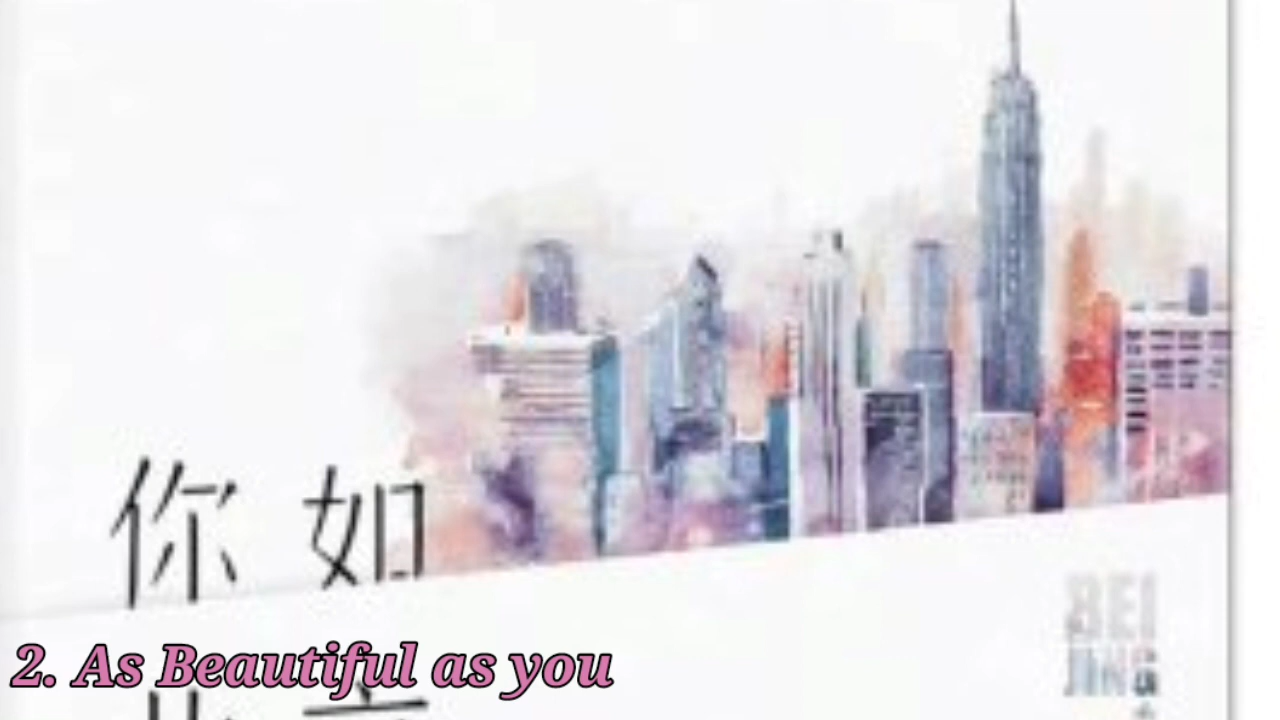 你 如
BEI
JING
2. As Beautiful as you